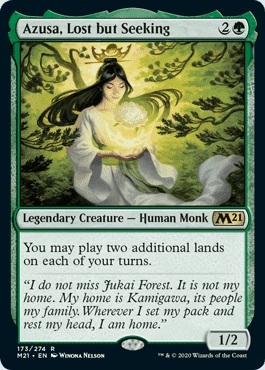 Azusa, Lost but Seeking 2
Legendary Creature — Human Monk M21
You may play two additional lands
on each of your turns.
“I do not miss Jukai Forest. It is not my
home. My home is Kamigawa, its people
my family. Wherever I set my pack and
rest my head, I am home.”
1/2
173/274 R
M21 • EN Winona Nelson
™ & © 2020 Wizards of the Coast